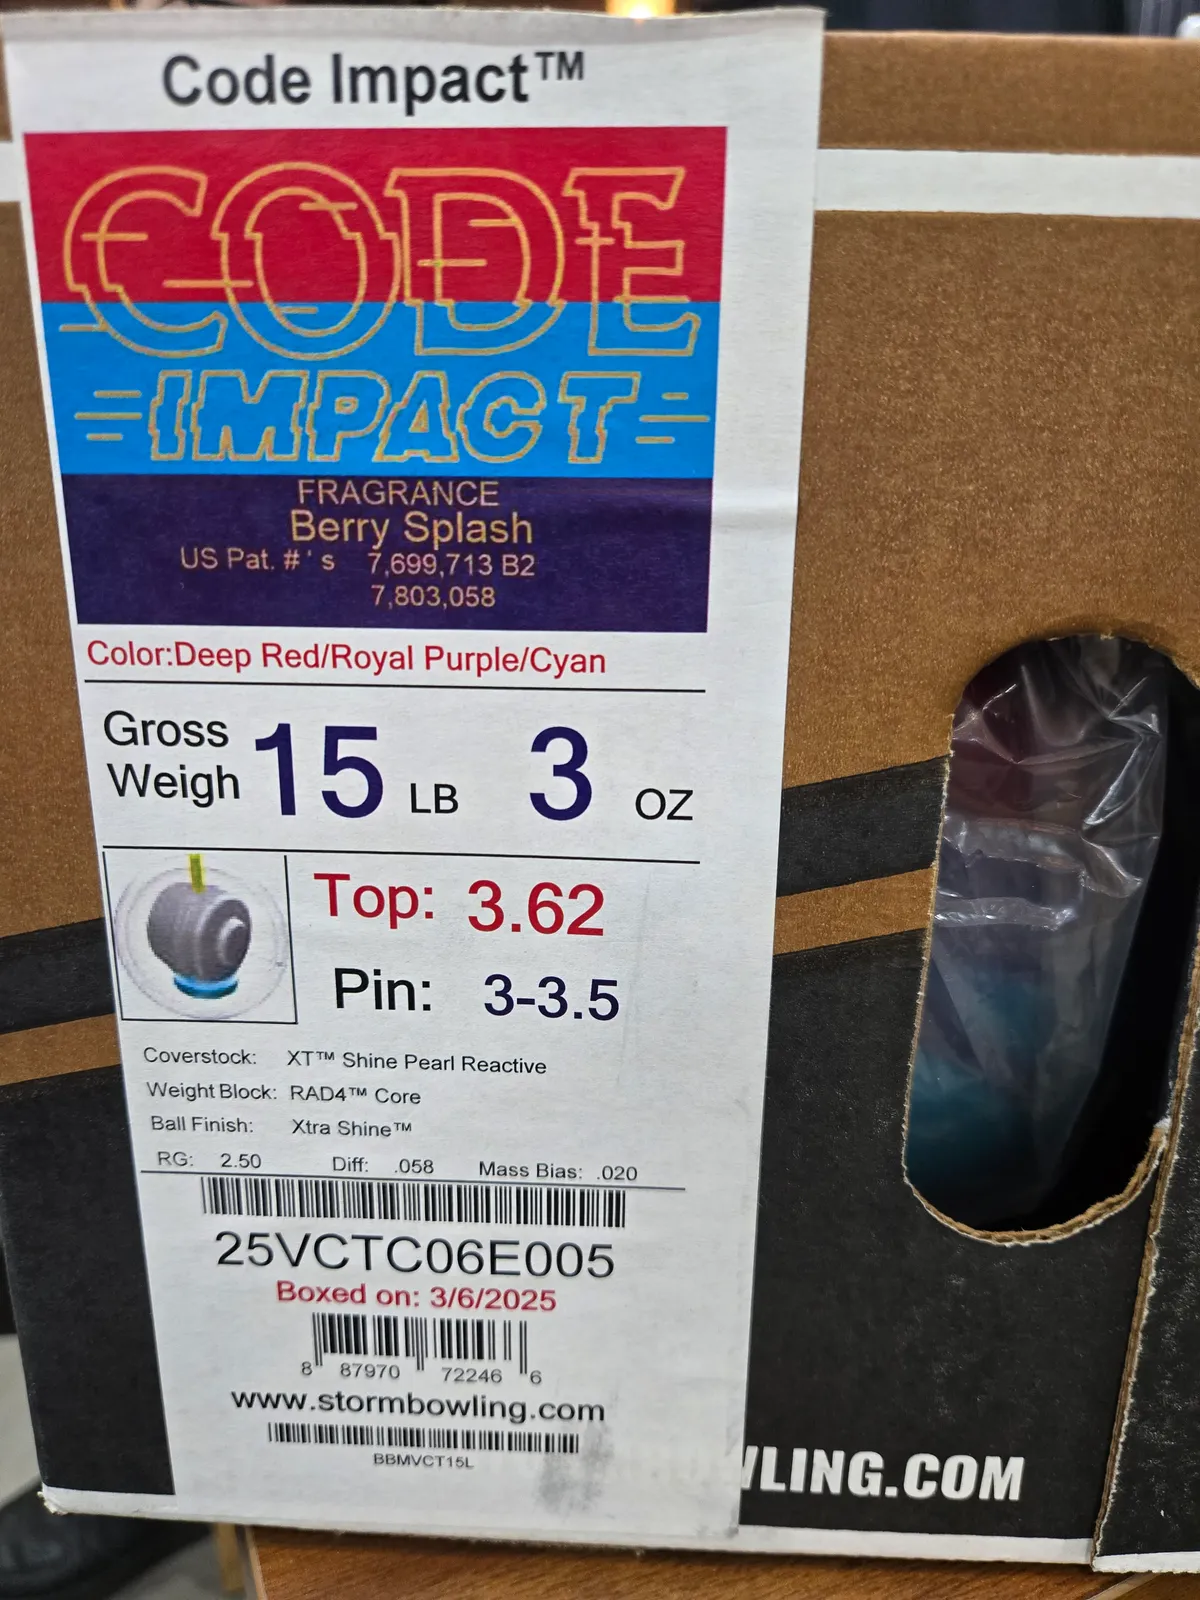 Code Impact™
CODE
IMPACT
FRAGRANCE
Berry Splash
US Pat. # ' s 7,699,713 B2
7,803,058
Color:Deep Red/Royal Purple/Cyan
Gross
Weigh 15 LB 3 OZ
Top: 3.62
Pin: 3-3.5
Coverstock: XT™ Shine Pearl Reactive
Weight Block: RAD4™ Core
Ball Finish: Xtra Shine™
RG: 2.50 Diff: .058 Mass Bias: .020
25VCTC06E005
Boxed on: 3/6/2025
8 87970 72246 6
www.stormbowling.com
BBMVCT15L
WLING.COM